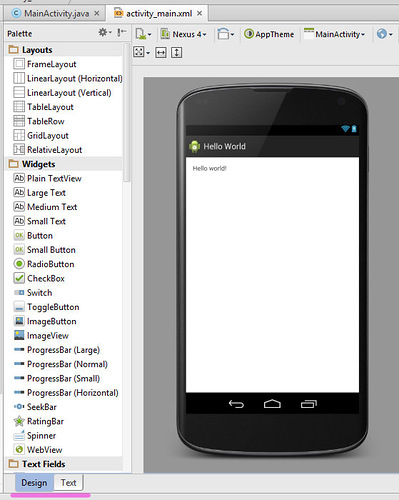 MainActivity.java
activity_main.xml
Palette
Nexus 4
AppTheme
MainActivity
Layouts
FrameLayout
LinearLayout (Horizontal)
LinearLayout (Vertical)
TableLayout
TableRow
GridLayout
RelativeLayout
Widgets
Ab Plain TextView
Ab Large Text
Ab Medium Text
Ab Small Text
OK Button
OK Small Button
RadioButton
CheckBox
Switch
ToggleButton
ImageButton
ImageView
ProgressBar (Large)
ProgressBar (Normal)
ProgressBar (Small)
ProgressBar (Horizontal)
SeekBar
RatingBar
Spinner
WebView
Text Fields
Design Text
Hello World
Hello world!